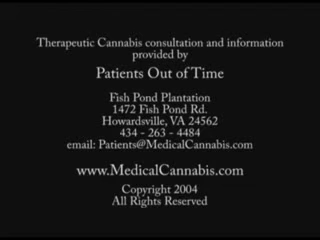 Therapeutic Cannabis consultation and information
provided by
Patients Out of Time
Fish Pond Plantation
1472 Fish Pond Rd.
Howardsville, VA 24562
434 - 263 - 4484
email: Patients@MedicalCannabis.com
www.MedicalCannabis.com
Copyright 2004
All Rights Reserved